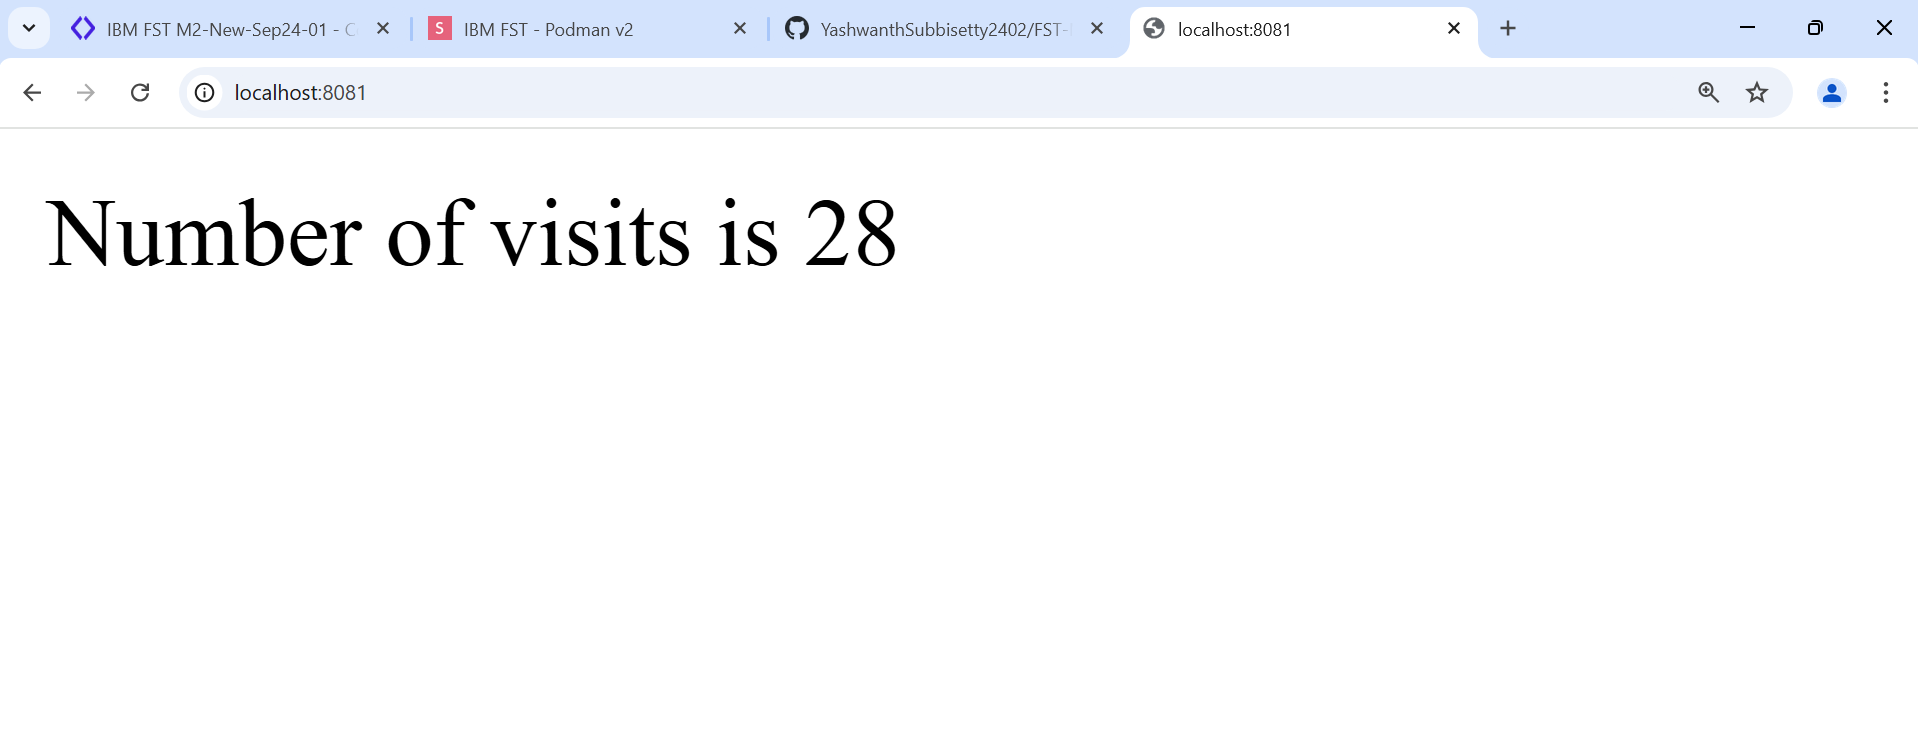 IBM FST M2-New-Sep24-01 - C
S IBM FST - Podman v2
YashwanthSubbisetty2402/FST-
localhost:8081
localhost:8081
Number of visits is 28